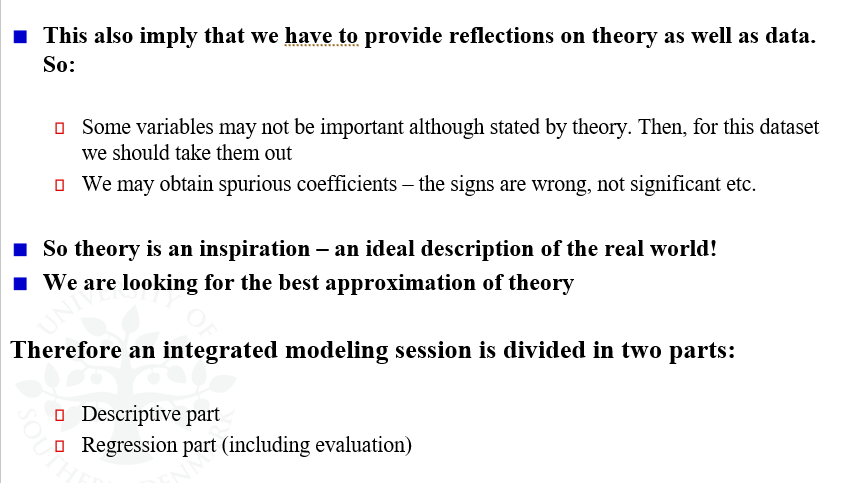 This also imply that we have to provide reflections on theory as well as data.
So:
Some variables may not be important although stated by theory. Then, for this dataset
we should take them out
We may obtain spurious coefficients – the signs are wrong, not significant etc.
So theory is an inspiration – an ideal description of the real world!
We are looking for the best approximation of theory
UNIVERSITY OF
Therefore an integrated modeling session is divided in two parts:
Descriptive part
Regression part (including evaluation)